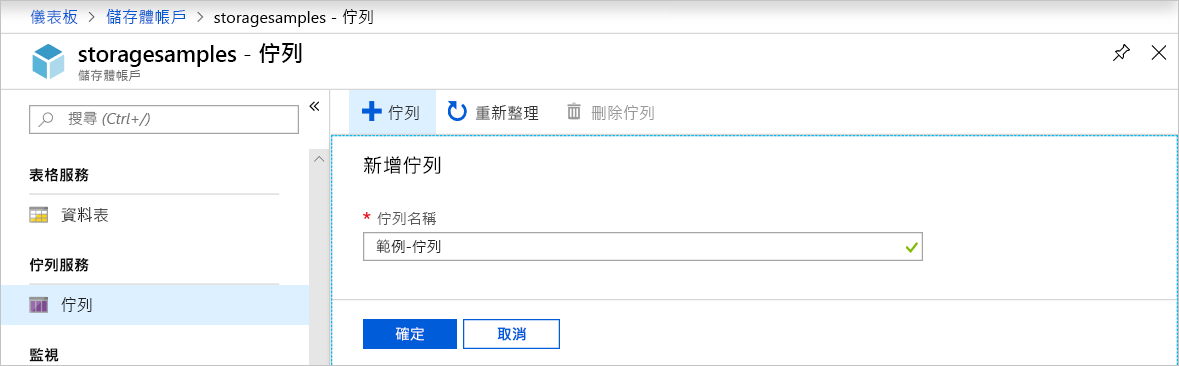 儀表板 > 儲存體帳戶 > storagesamples - 佇列
storagesamples - 佇列
儲存體帳戶
搜尋 (Ctrl+/)
表格服務
資料表
佇列服務
佇列
監視
佇列
重新整理
刪除佇列
新增佇列
* 佇列名稱
範例-佇列
確定
取消